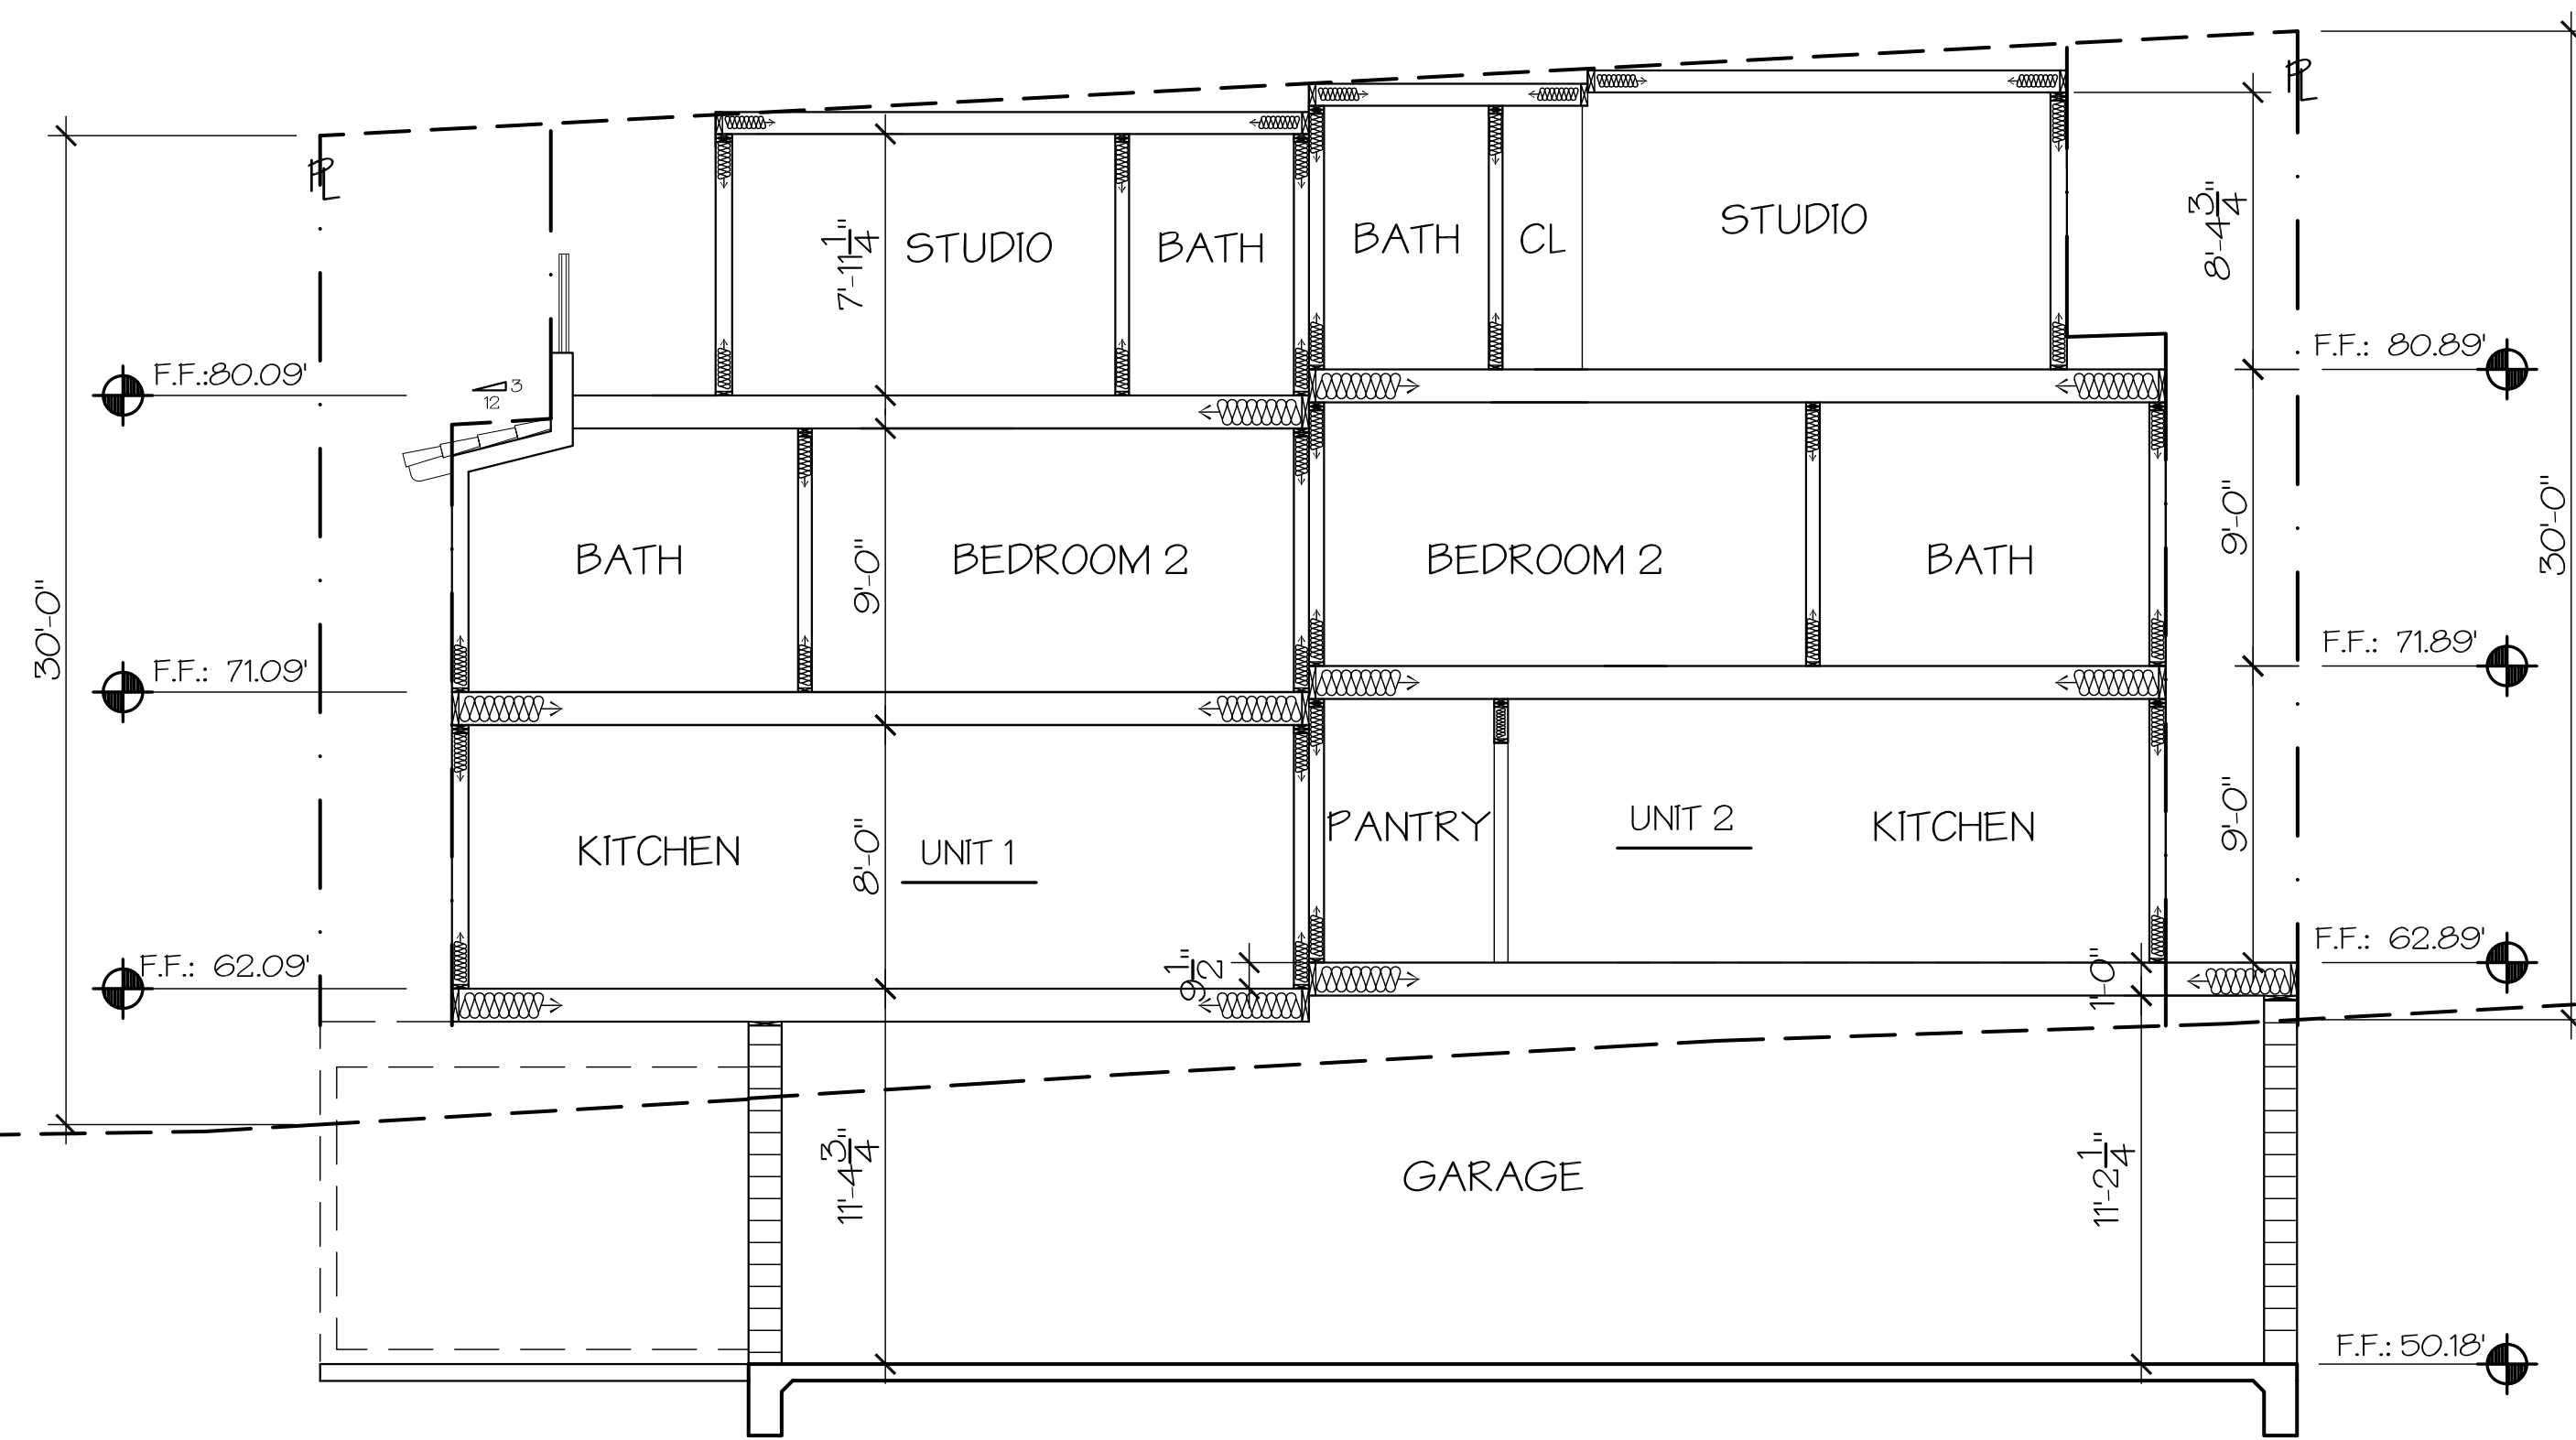 PL
PL
30'-0"
STUDIO
BATH
BATH
CL
STUDIO
7'-11 1/4"
8'-4 3/4"
F.F.:80.09'
F.F.: 80.89'
3
12
BATH
BEDROOM 2
BEDROOM 2
BATH
9'-0"
9'-0"
30'-0"
F.F.: 71.09'
F.F.: 71.89'
KITCHEN
UNIT 1
PANTRY
UNIT 2
KITCHEN
8'-0"
9'-0"
F.F.: 62.09'
9 1/2"
1'-0"
F.F.: 62.89'
11'-4 3/4"
GARAGE
11'-2 1/4"
F.F.: 50.18'